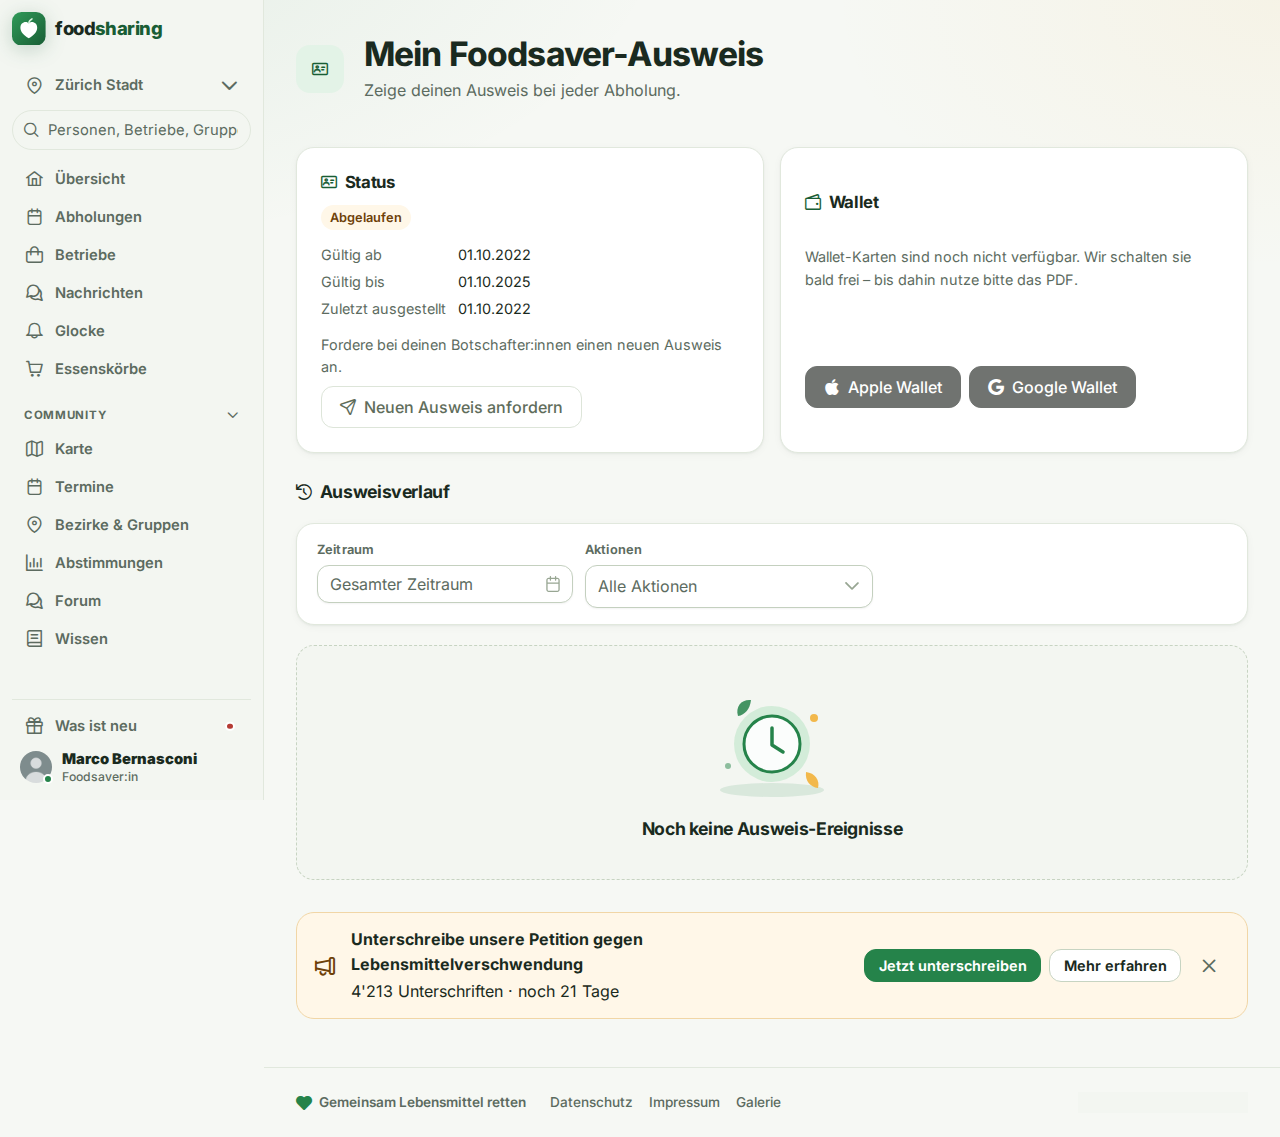 foodsharing
Zürich Stadt
Personen, Betriebe, Grupp
Übersicht
Abholungen
Betriebe
Nachrichten
Glocke
Essenskörbe
COMMUNITY
Karte
Termine
Bezirke & Gruppen
Abstimmungen
Forum
Wissen
Was ist neu
Marco Bernasconi
Foodsaver:in
Mein Foodsaver-Ausweis
Zeige deinen Ausweis bei jeder Abholung.
Status
Abgelaufen
Gültig ab 01.10.2022
Gültig bis 01.10.2025
Zuletzt ausgestellt 01.10.2022
Fordere bei deinen Botschafter:innen einen neuen Ausweis
an.
Neuen Ausweis anfordern
Wallet
Wallet-Karten sind noch nicht verfügbar. Wir schalten sie
bald frei – bis dahin nutze bitte das PDF.
Apple Wallet
Google Wallet
Ausweisverlauf
Zeitraum
Gesamter Zeitraum
Aktionen
Alle Aktionen
Noch keine Ausweis-Ereignisse
Unterschreibe unsere Petition gegen
Lebensmittelverschwendung
4'213 Unterschriften · noch 21 Tage
Jetzt unterschreiben
Mehr erfahren
Gemeinsam Lebensmittel retten
Datenschutz
Impressum
Galerie